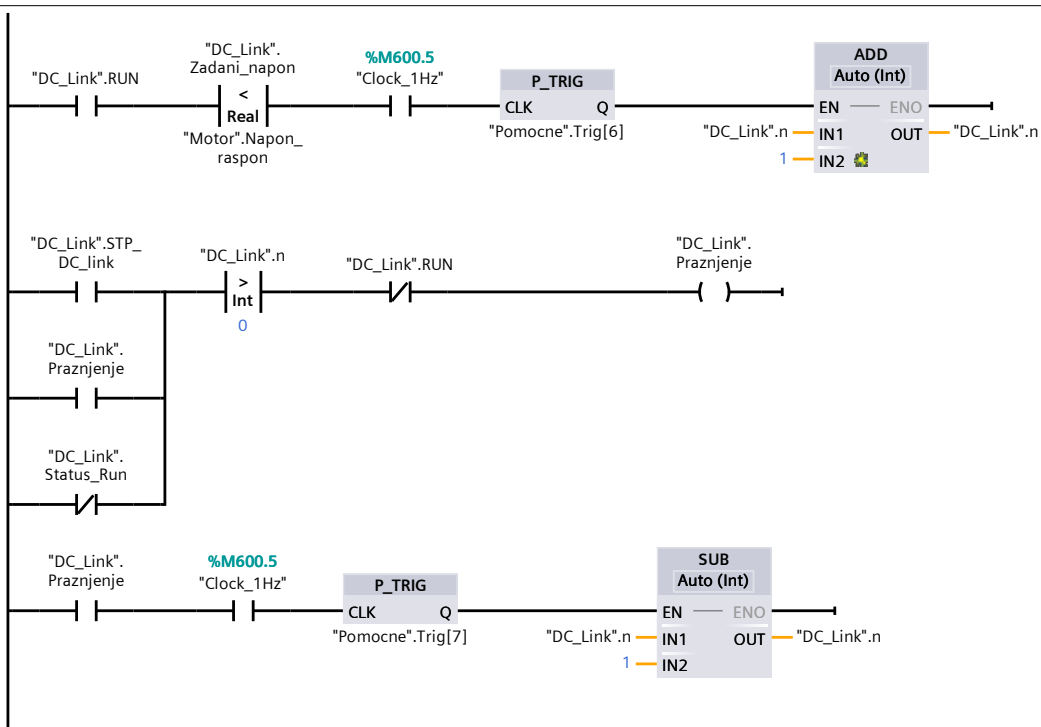 "DC_Link".RUN
"DC_Link".
Zadani_napon
<
Real
"Motor".Napon_
raspon
%M600.5
"Clock_1Hz"
P_TRIG
CLK Q
"Pomocne".Trig[6]
ADD
Auto (Int)
EN ENO
"DC_Link".n IN1 OUT "DC_Link".n
1 IN2
"DC_Link".STP_
DC_link
"DC_Link".n
>
Int
0
"DC_Link".RUN
"DC_Link".
Praznjenje
"DC_Link".
Praznjenje
"DC_Link".
Status_Run
"DC_Link".
Praznjenje
%M600.5
"Clock_1Hz"
P_TRIG
CLK Q
"Pomocne".Trig[7]
SUB
Auto (Int)
EN ENO
"DC_Link".n IN1 OUT "DC_Link".n
1 IN2